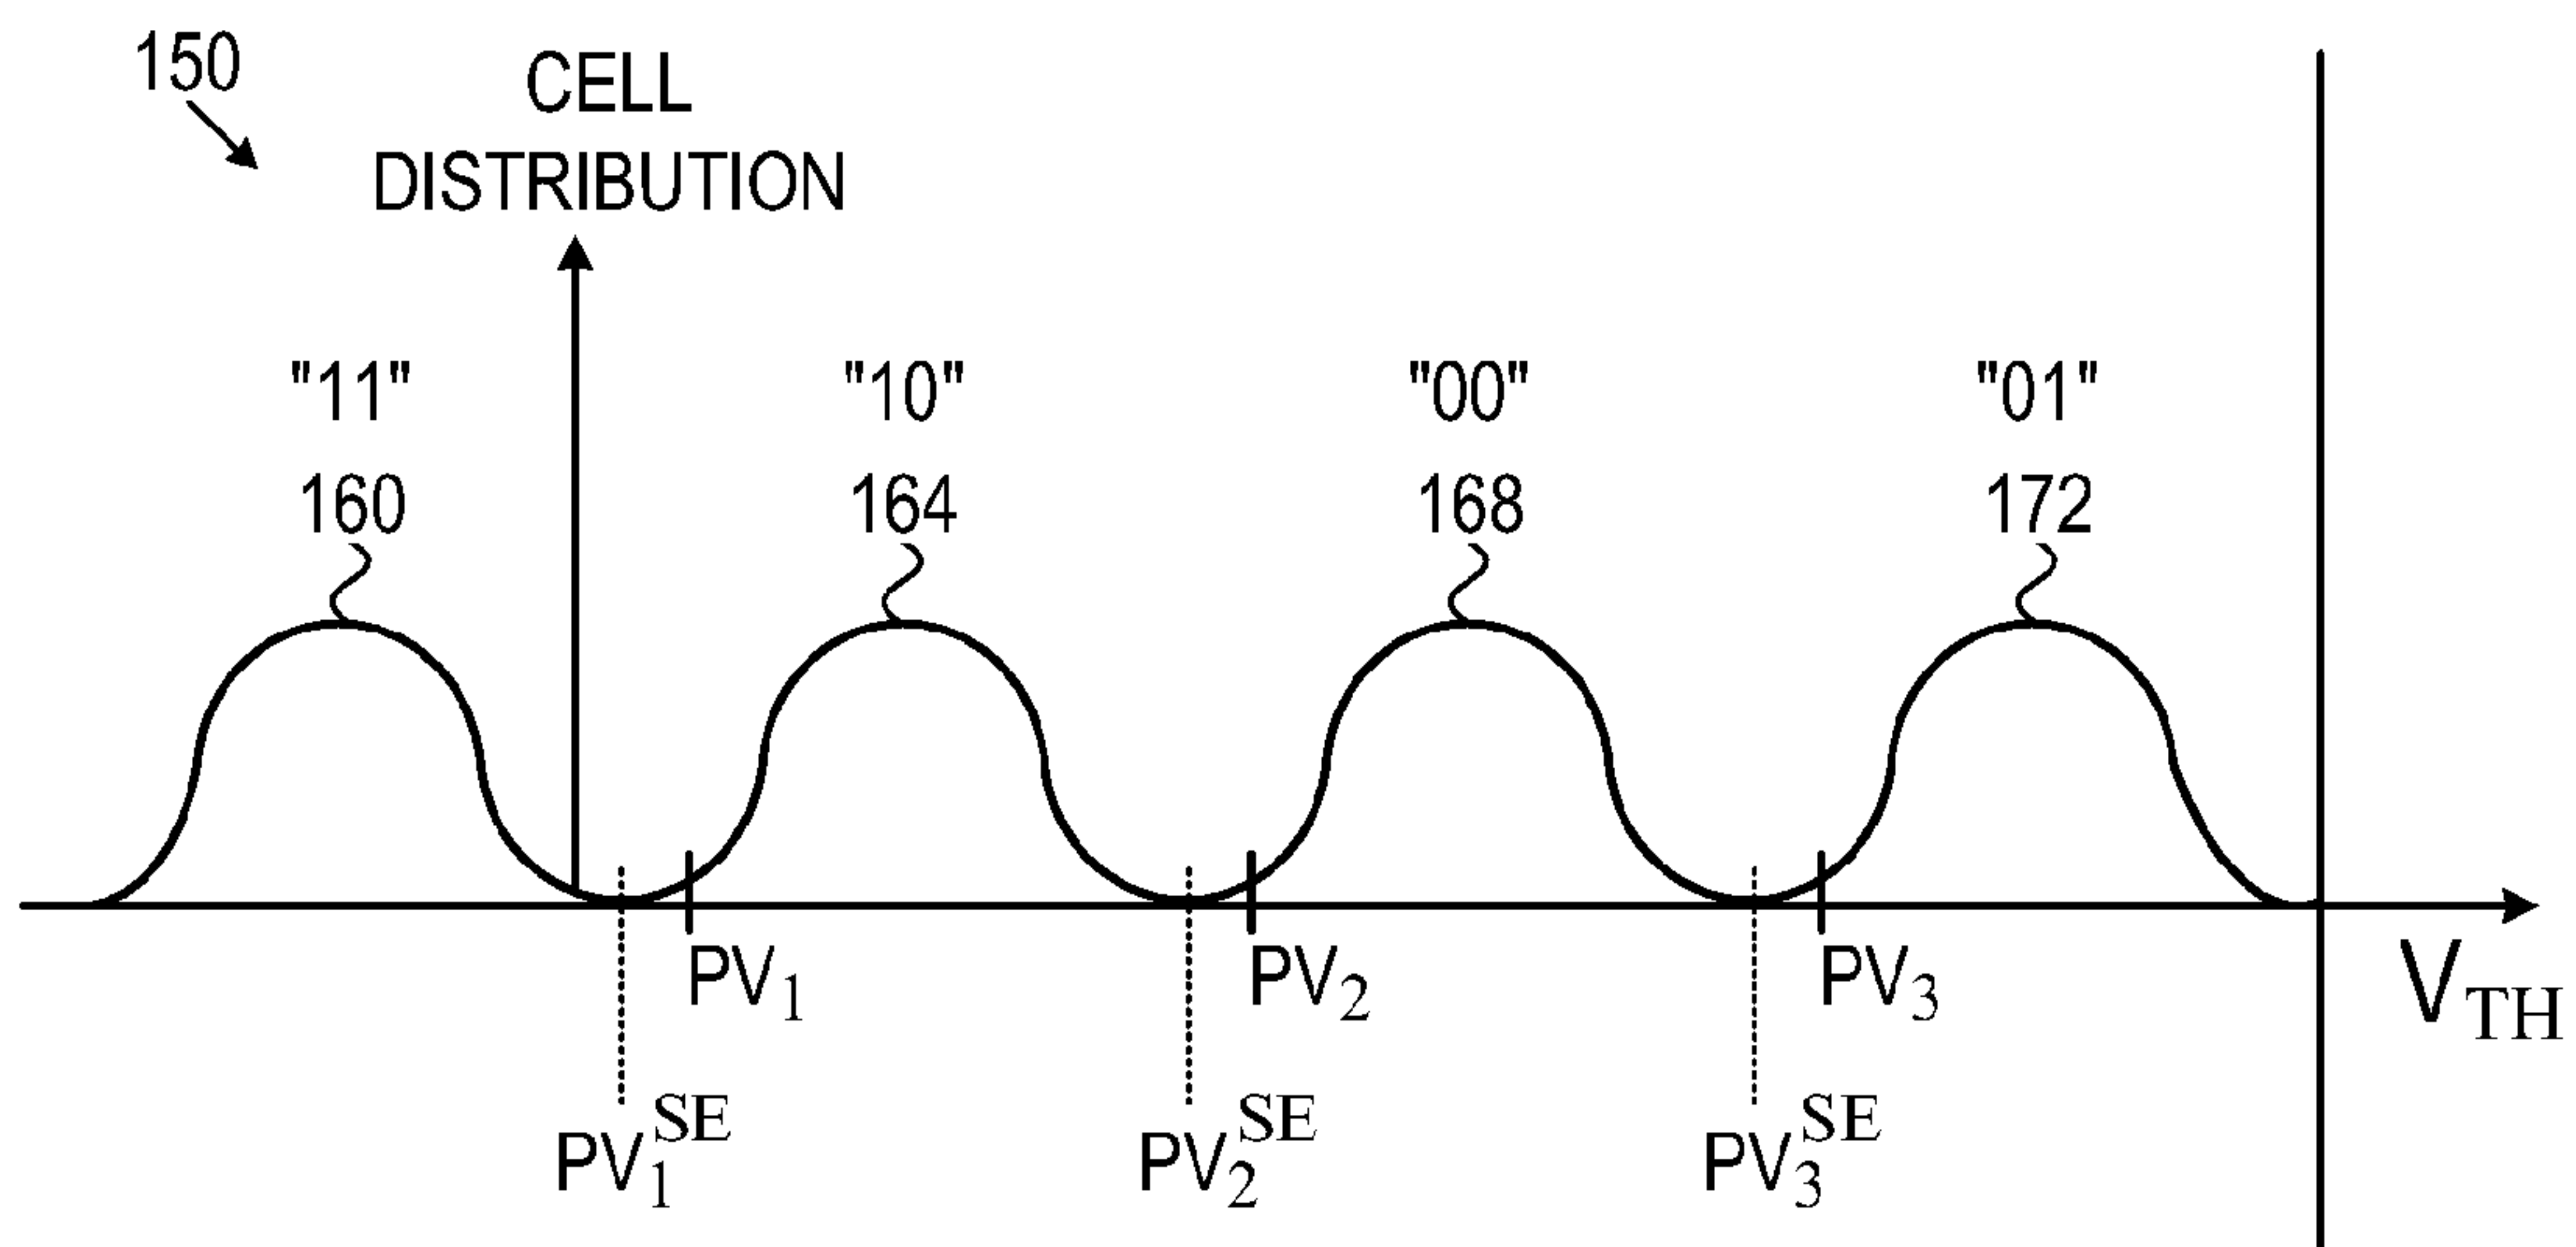 150
CELL
DISTRIBUTION
"11" "10" "00" "01"
160 164 168 172
PV1 PV2 PV3
VTH
PV1SE PV2SE PV3SE